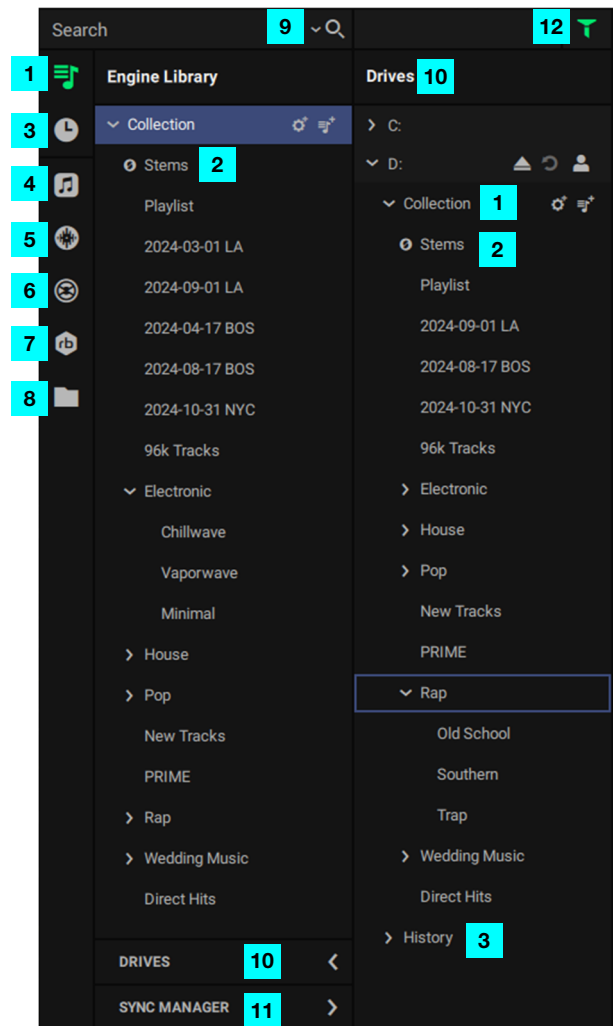 Search 9 12
1 Engine Library Drives 10
3 Collection C:
Stems 2 D:
4 Playlist Collection 1
5 2024-03-01 LA Stems 2
6 2024-09-01 LA Playlist
7 rb 2024-04-17 BOS 2024-09-01 LA
2024-08-17 BOS 2024-08-17 BOS
8 2024-10-31 NYC 2024-10-31 NYC
96k Tracks 96k Tracks
Electronic Electronic
Chillwave House
Vaporwave Pop
Minimal New Tracks
House PRIME
Pop Rap
New Tracks Old School
PRIME Southern
Rap Trap
Wedding Music Wedding Music
Direct Hits Direct Hits
History 3
DRIVES 10
SYNC MANAGER 11